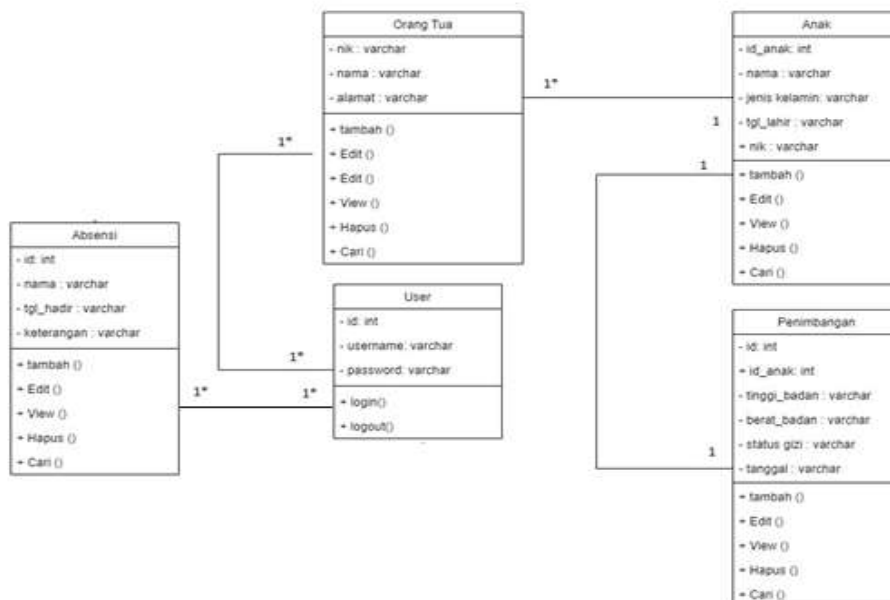 Orang Tua
- nik : varchar
- nama : varchar
- alamat : varchar
+ tambah ()
+ Edit ()
+ Edit ()
+ View ()
+ Hapus ()
+ Cari ()
1*
1*
Anak
- id_anak: int
- nama : varchar
- jenis kelamin: varchar
- tgl_lahir : varchar
+ nik : varchar
+ tambah ()
+ Edit ()
+ View ()
+ Hapus ()
+ Cari ()
1
1
Absensi
- id: int
- nama : varchar
- tgl_hadir : varchar
- keterangan : varchar
+ tambah ()
+ Edit ()
+ View ()
+ Hapus ()
+ Cari ()
1*
User
- id: int
- username: varchar
- password: varchar
+ login()
+ logout()
1*
1*
Penimbangan
- id: int
+ id_anak: int
- tinggi_badan : varchar
- berat_badan : varchar
- status gizi : varchar
- tanggal : varchar
+ tambah ()
+ Edit ()
+ View ()
+ Hapus ()
+ Cari ()
1